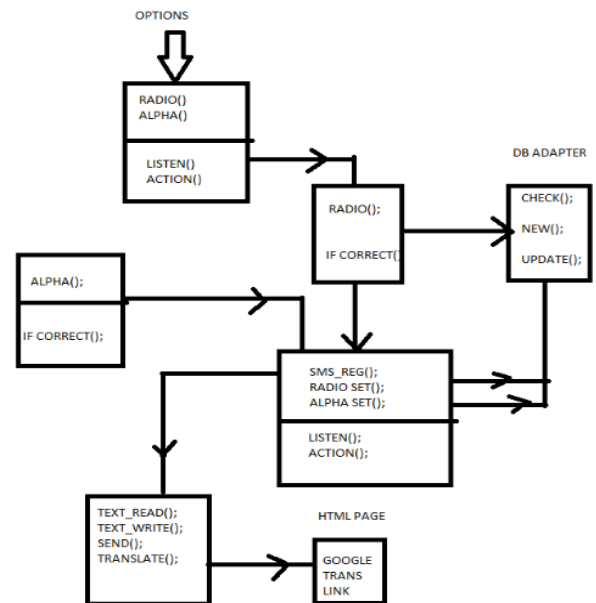 OPTIONS
RADIO()
ALPHA()
LISTEN()
ACTION()
DB ADAPTER
CHECK();
NEW();
UPDATE();
RADIO();
IF CORRECT()
ALPHA();
IF CORRECT();
SMS_REG();
RADIO SET();
ALPHA SET();
LISTEN();
ACTION();
TEXT_READ();
TEXT_WRITE();
SEND();
TRANSLATE();
HTML PAGE
GOOGLE
TRANS
LINK